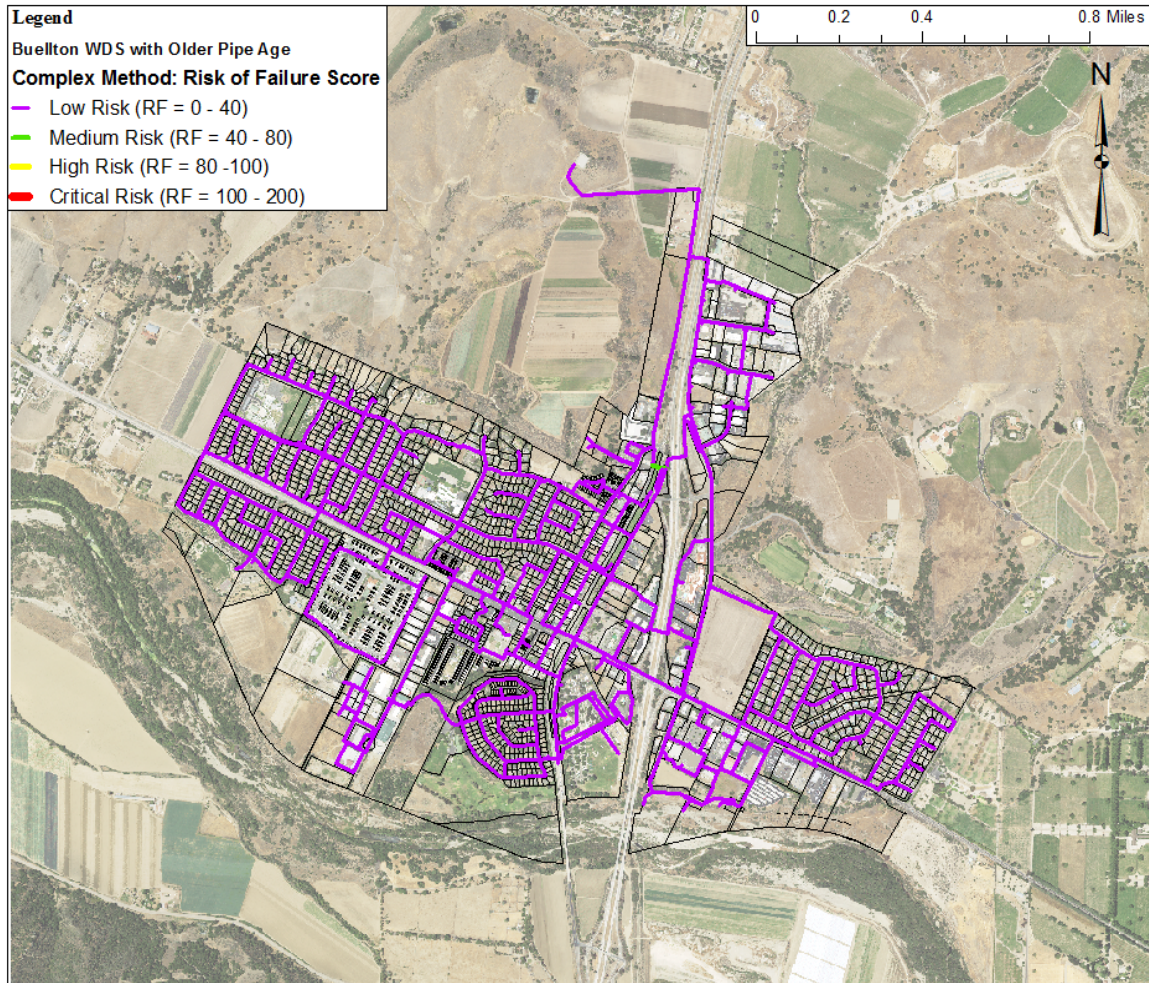 Legend
Buellton WDS with Older Pipe Age
Complex Method: Risk of Failure Score
Low Risk (RF = 0 - 40)
Medium Risk (RF = 40 - 80)
High Risk (RF = 80 -100)
Critical Risk (RF = 100 - 200)
0 0.2 0.4 0.8 Miles
N